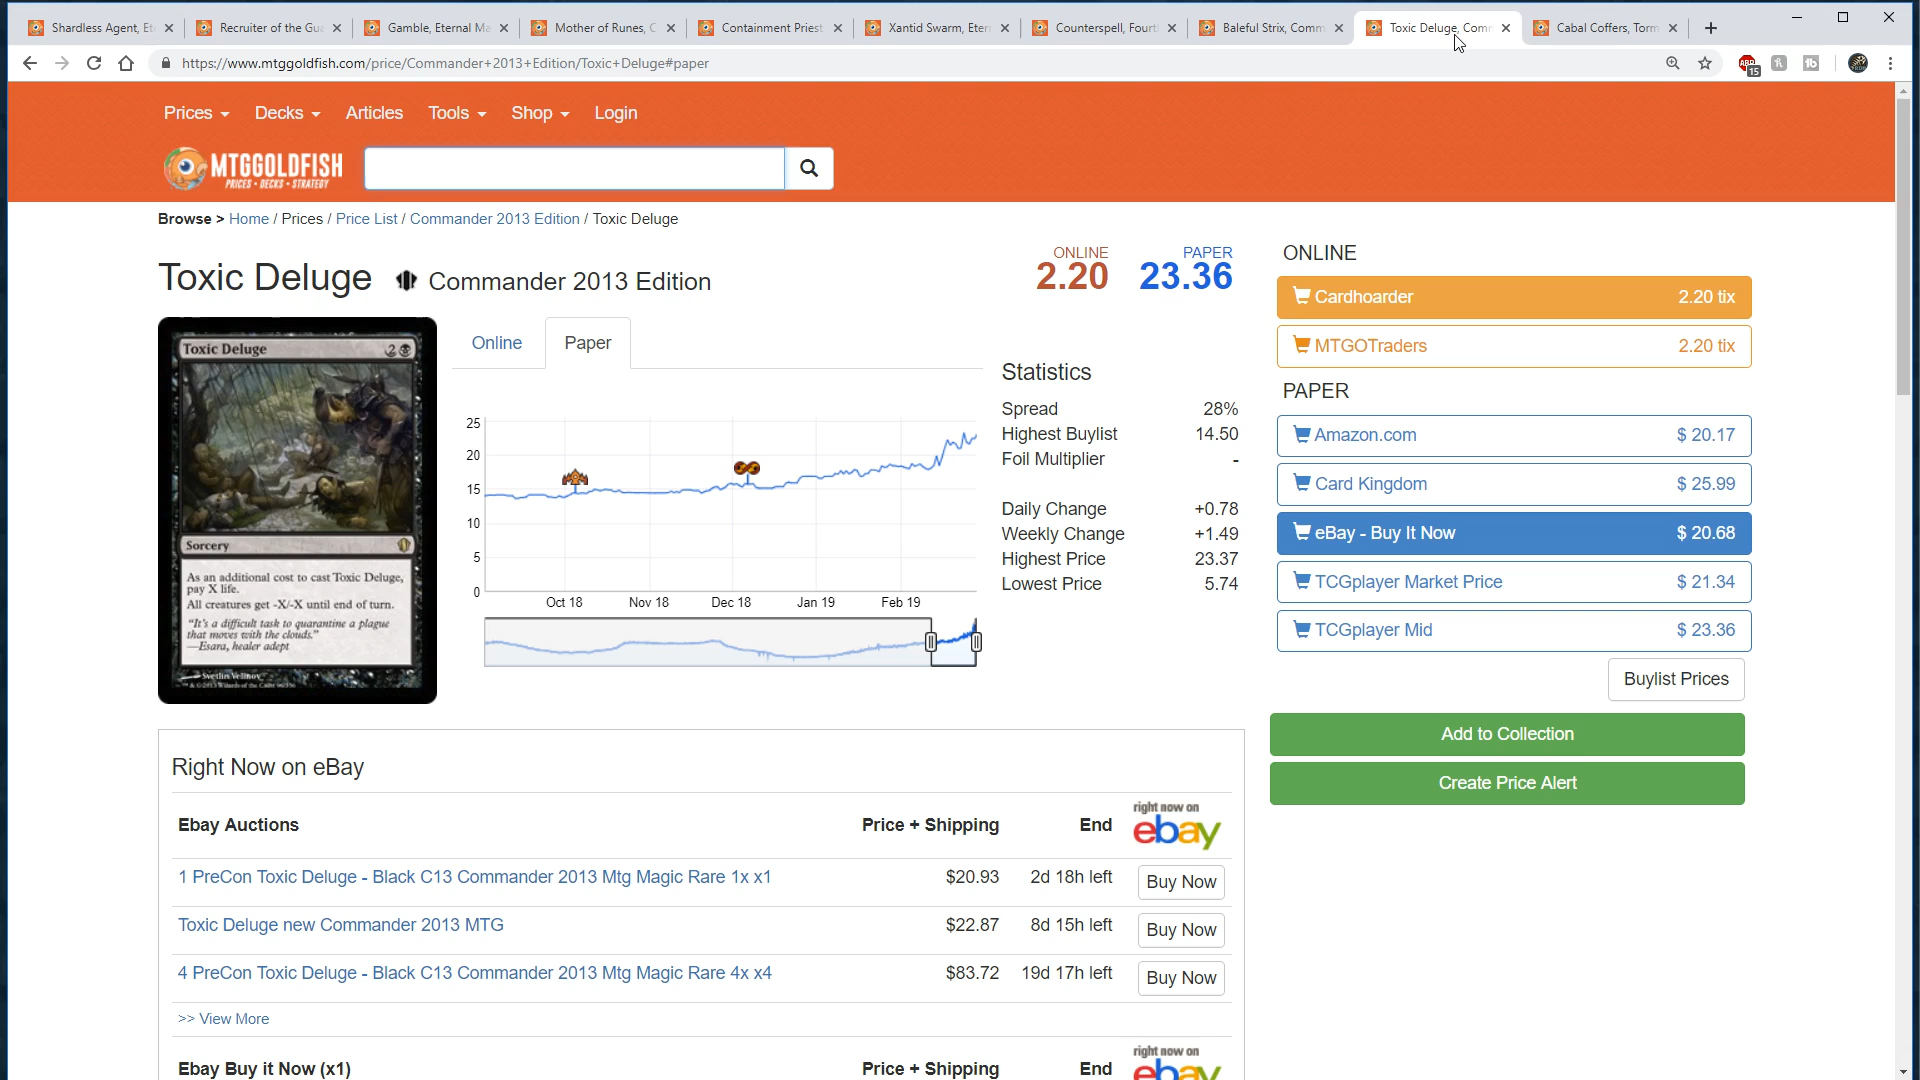 Shardless Agent, Et
Recruiter of the Gua
Gamble, Eternal Ma
Mother of Runes, C
Containment Priest
Xantid Swarm, Eter
Counterspell, Fourt
Baleful Strix, Comm
Toxic Deluge, Comm
Cabal Coffers, Torm
https://www.mtggoldfish.com/price/Commander+2013+Edition/Toxic+Deluge#paper
ABP
15
Prices
Decks
Articles
Tools
Shop
Login
MTGGOLDFISH
PRICES • DECKS • STRATEGY
Browse > Home / Prices / Price List / Commander 2013 Edition / Toxic Deluge
Toxic Deluge Commander 2013 Edition
ONLINE
2.20
PAPER
23.36
Toxic Deluge 2
Sorcery
As an additional cost to cast Toxic Deluge,
pay X life.
All creatures get -X/-X until end of turn.
"It's a difficult task to quarantine a plague
that moves with the clouds."
—Esara, healer adept
Svetlin Velinov
Online
Paper
25
20
15
10
5
0
Oct 18
Nov 18
Dec 18
Jan 19
Feb 19
Statistics
Spread 28%
Highest Buylist 14.50
Foil Multiplier -
Daily Change +0.78
Weekly Change +1.49
Highest Price 23.37
Lowest Price 5.74
ONLINE
Cardhoarder 2.20 tix
MTGOTraders 2.20 tix
PAPER
Amazon.com $ 20.17
Card Kingdom $ 25.99
eBay - Buy It Now $ 20.68
TCGplayer Market Price $ 21.34
TCGplayer Mid $ 23.36
Buylist Prices
Add to Collection
Create Price Alert
Right Now on eBay
Ebay Auctions Price + Shipping End right now on ebay
1 PreCon Toxic Deluge - Black C13 Commander 2013 Mtg Magic Rare 1x x1 $20.93 2d 18h left Buy Now
Toxic Deluge new Commander 2013 MTG $22.87 8d 15h left Buy Now
4 PreCon Toxic Deluge - Black C13 Commander 2013 Mtg Magic Rare 4x x4 $83.72 19d 17h left Buy Now
>> View More
Ebay Buy it Now (x1) Price + Shipping End right now on ebay